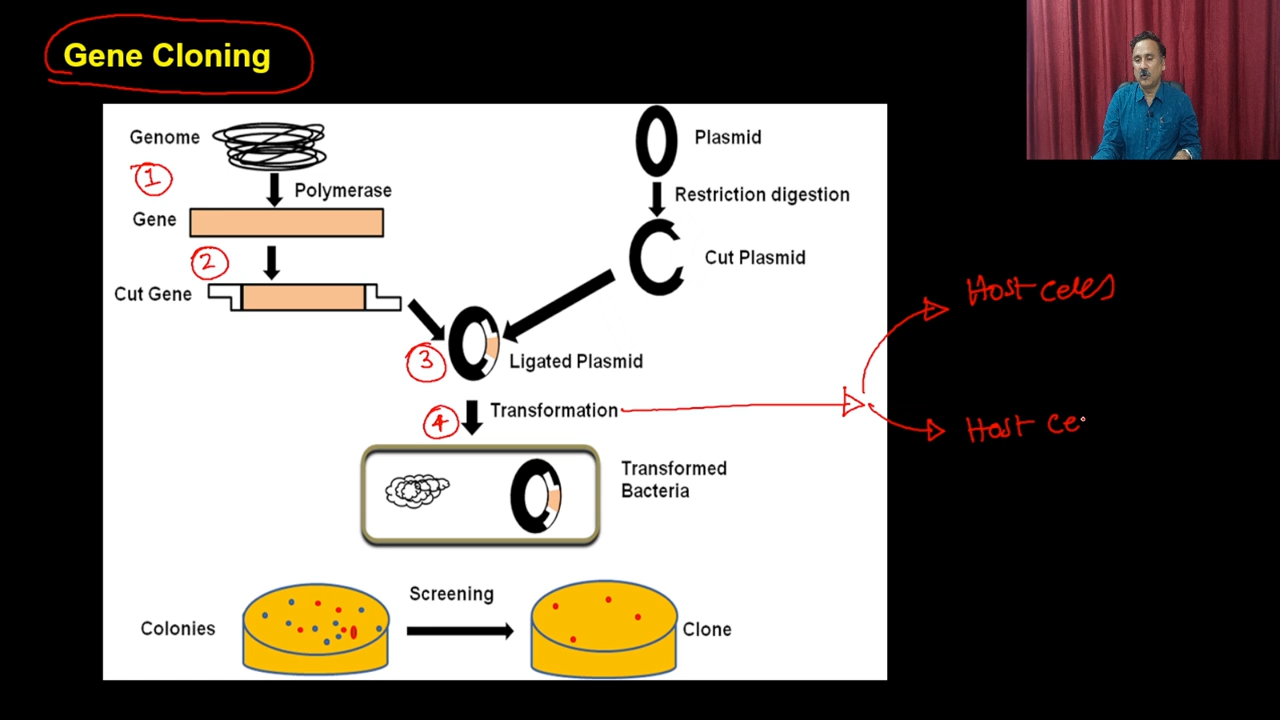 Gene Cloning
Genome
1
Polymerase
Gene
2
Cut Gene
Plasmid
Restriction digestion
Cut Plasmid
3
Ligated Plasmid
4
Transformation
Transformed
Bacteria
Colonies
Screening
Clone
Host cells
Host ce